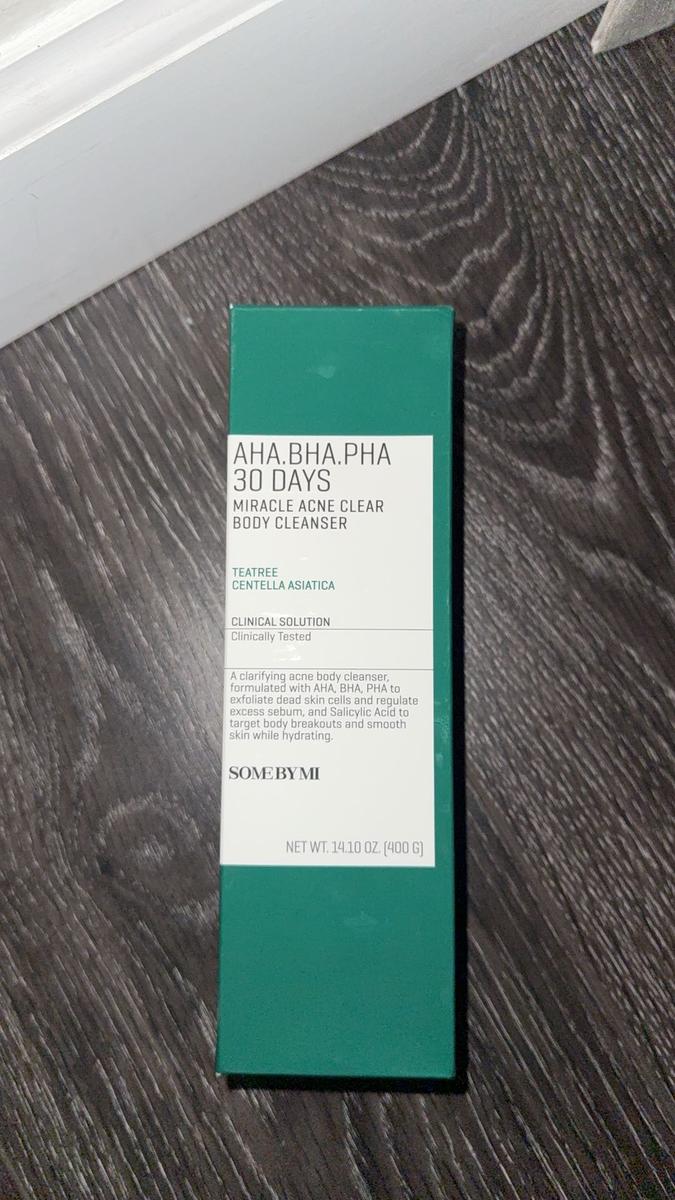 AHA.BHA.PHA
30 DAYS
MIRACLE ACNE CLEAR
BODY CLEANSER
TEATREE
CENTELLA ASIATICA
CLINICAL SOLUTION
Clinically Tested
A clarifying acne body cleanser,
formulated with AHA, BHA, PHA to
exfoliate dead skin cells and regulate
excess sebum, and Salicylic Acid to
target body breakouts and smooth
skin while hydrating.
SOME BY MI
NET WT. 14.10 OZ. (400 G)